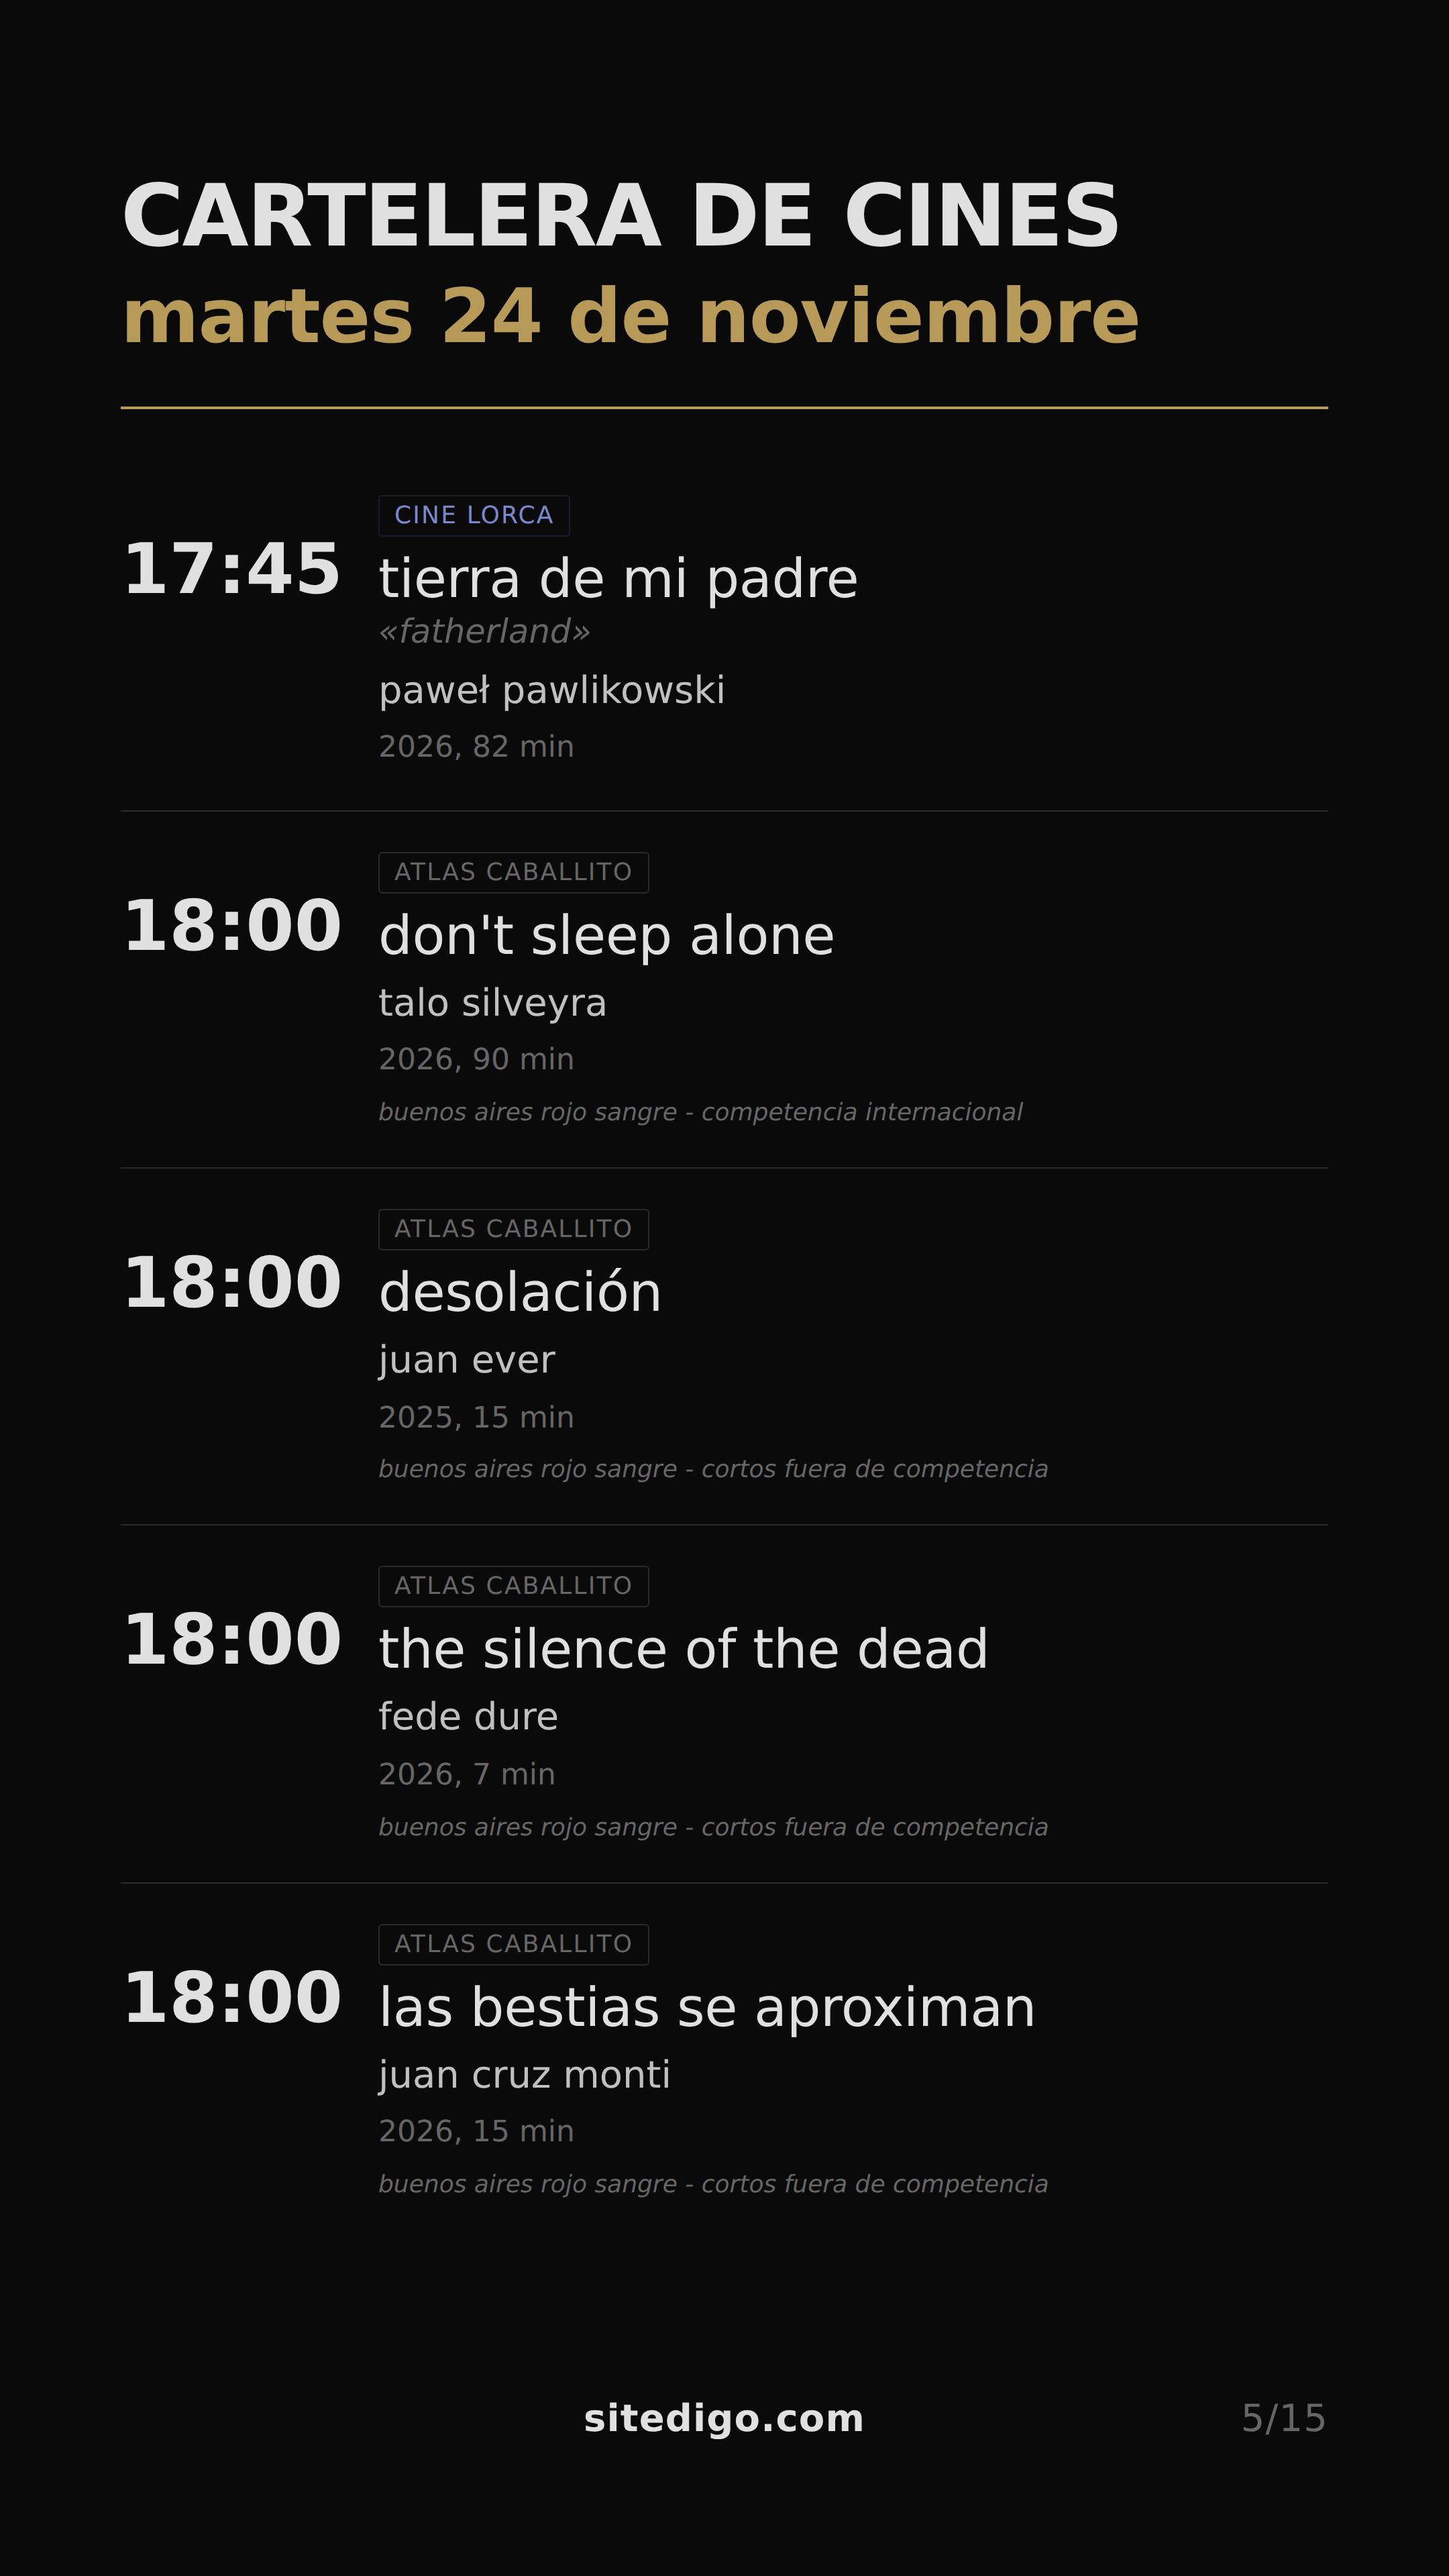 CARTELERA DE CINES
martes 24 de noviembre
CINE LORCA
17:45
tierra de mi padre
«fatherland»
paweł pawlikowski
2026, 82 min
ATLAS CABALLITO
18:00
don't sleep alone
talo silveyra
2026, 90 min
buenos aires rojo sangre - competencia internacional
ATLAS CABALLITO
18:00
desolación
juan ever
2025, 15 min
buenos aires rojo sangre - cortos fuera de competencia
ATLAS CABALLITO
18:00
the silence of the dead
fede dure
2026, 7 min
buenos aires rojo sangre - cortos fuera de competencia
ATLAS CABALLITO
18:00
las bestias se aproximan
juan cruz monti
2026, 15 min
buenos aires rojo sangre - cortos fuera de competencia
sitedigo.com
5/15